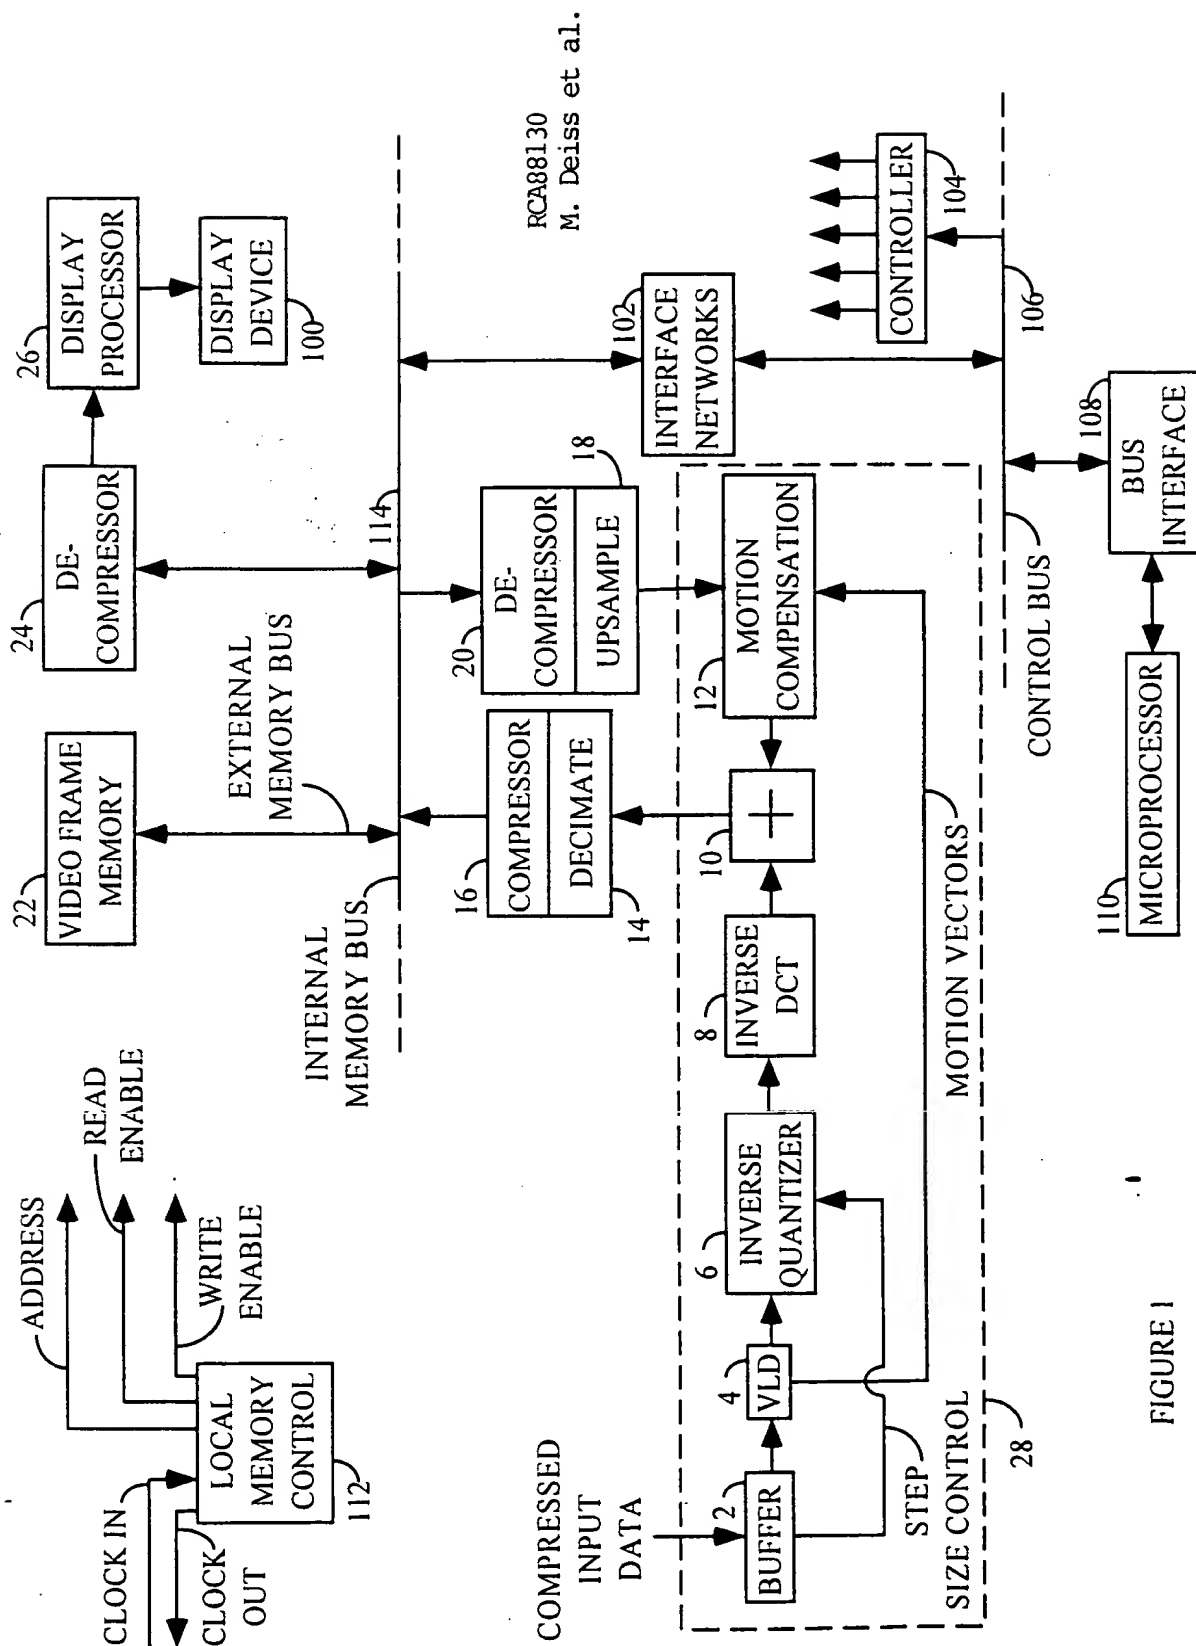 CLOCK IN
CLOCK
OUT
ADDRESS
READ
ENABLE
WRITE
ENABLE
LOCAL
MEMORY
CONTROL
112
22
VIDEO FRAME
MEMORY
EXTERNAL
MEMORY BUS
24
DE-
COMPRESSOR
26
DISPLAY
PROCESSOR
DISPLAY
DEVICE
100
INTERNAL
MEMORY BUS
114
RCA88130
M. Deiss et al.
16
COMPRESSOR
DECIMATE
14
20
DE-
COMPRESSOR
UPSAMPLE
18
102
INTERFACE
NETWORKS
CONTROLLER
104
106
COMPRESSED
INPUT
DATA
2
BUFFER
4
VLD
6
INVERSE
QUANTIZER
8
INVERSE
DCT
10
+
12
MOTION
COMPENSATION
STEP
SIZE CONTROL
28
MOTION VECTORS
CONTROL BUS
108
BUS
INTERFACE
110
MICROPROCESSOR
FIGURE 1